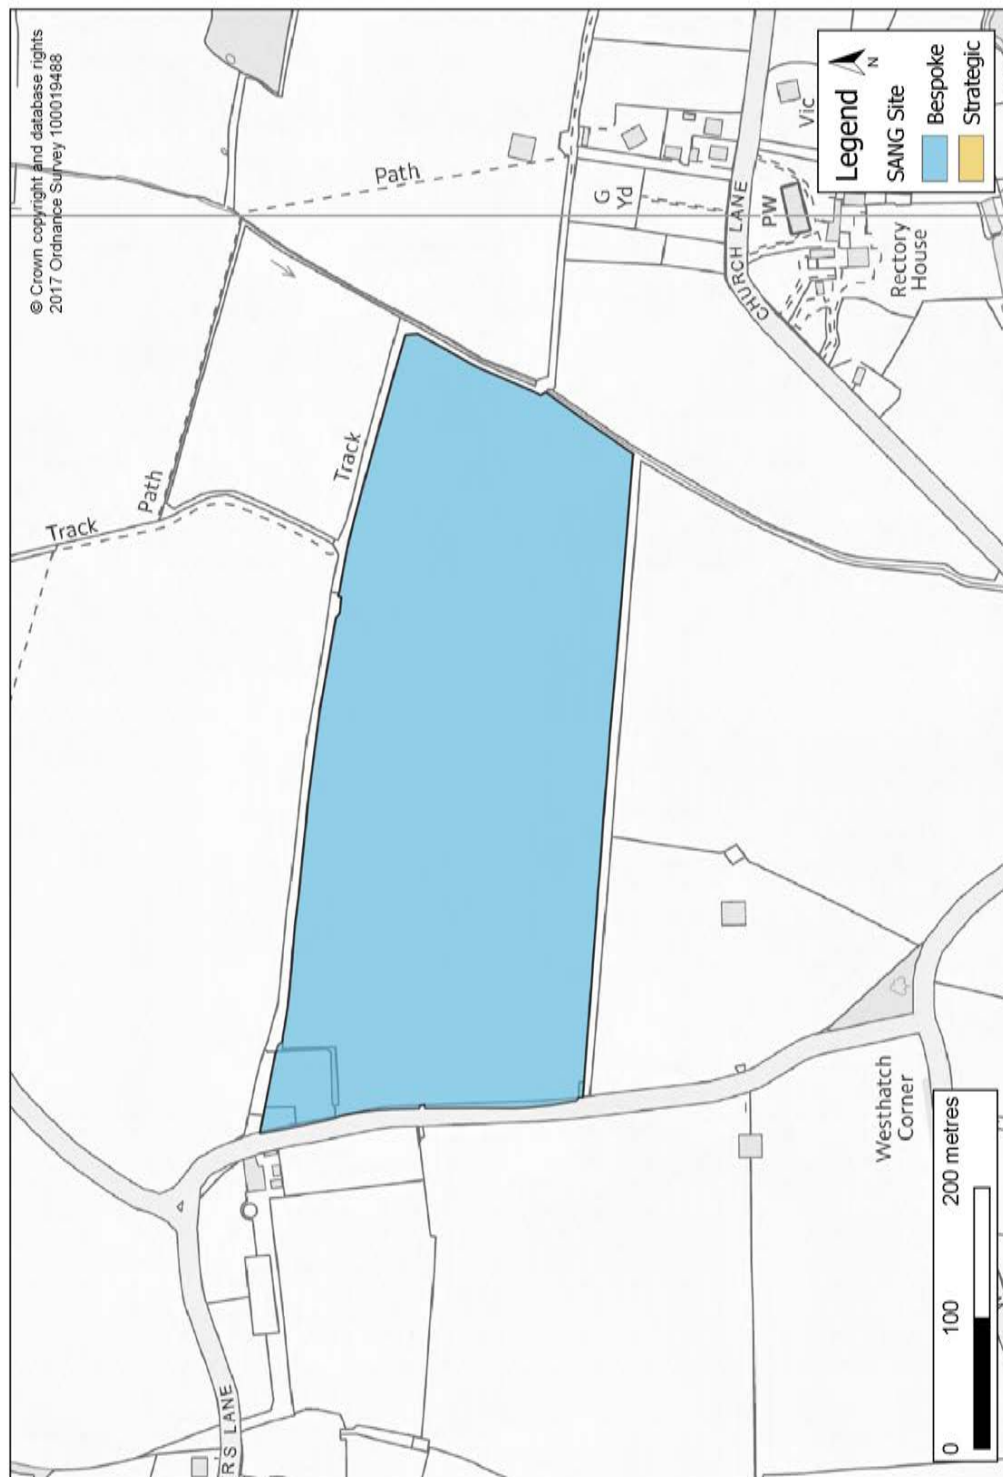 © Crown copyright and database rights
2017 Ordnance Survey 100019488
Path
Track
Path
Track
G
Yd
CHURCH LANE
PW
Vic
Rectory
House
Westhatch
Corner
RS LANE
Legend
N
SANG Site
Bespoke
Strategic
0 100 200 metres